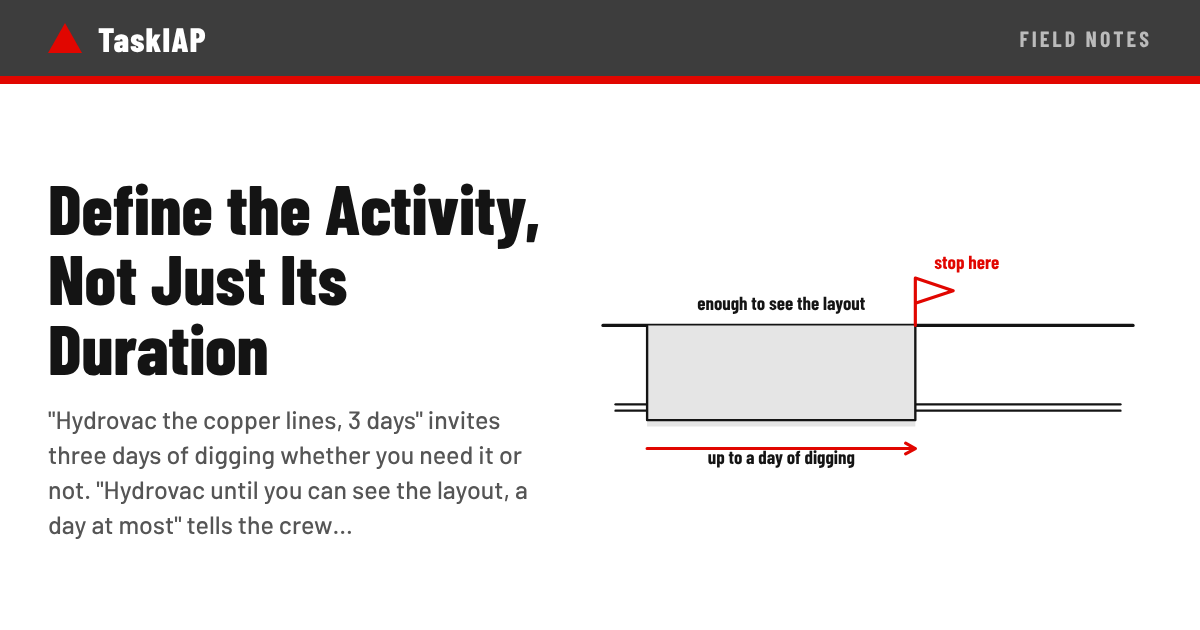 TaskIAP
FIELD NOTES
Define the Activity,
Not Just Its
Duration
"Hydrovac the copper lines, 3 days" invites
three days of digging whether you need it or
not. "Hydrovac until you can see the layout, a
day at most" tells the crew...
stop here
enough to see the layout
up to a day of digging